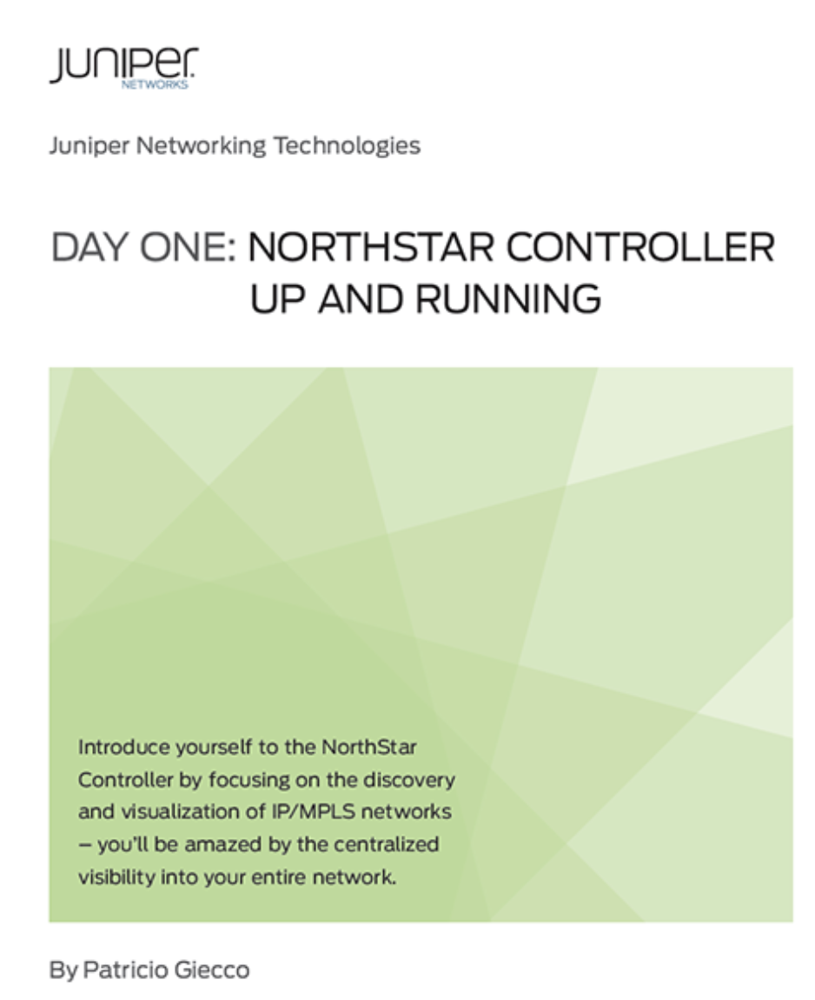 Juniper
NETWORKS
Juniper Networking Technologies
DAY ONE: NORTHSTAR CONTROLLER
UP AND RUNNING
Introduce yourself to the NorthStar
Controller by focusing on the discovery
and visualization of IP/MPLS networks
– you’ll be amazed by the centralized
visibility into your entire network.
By Patricio Giecco